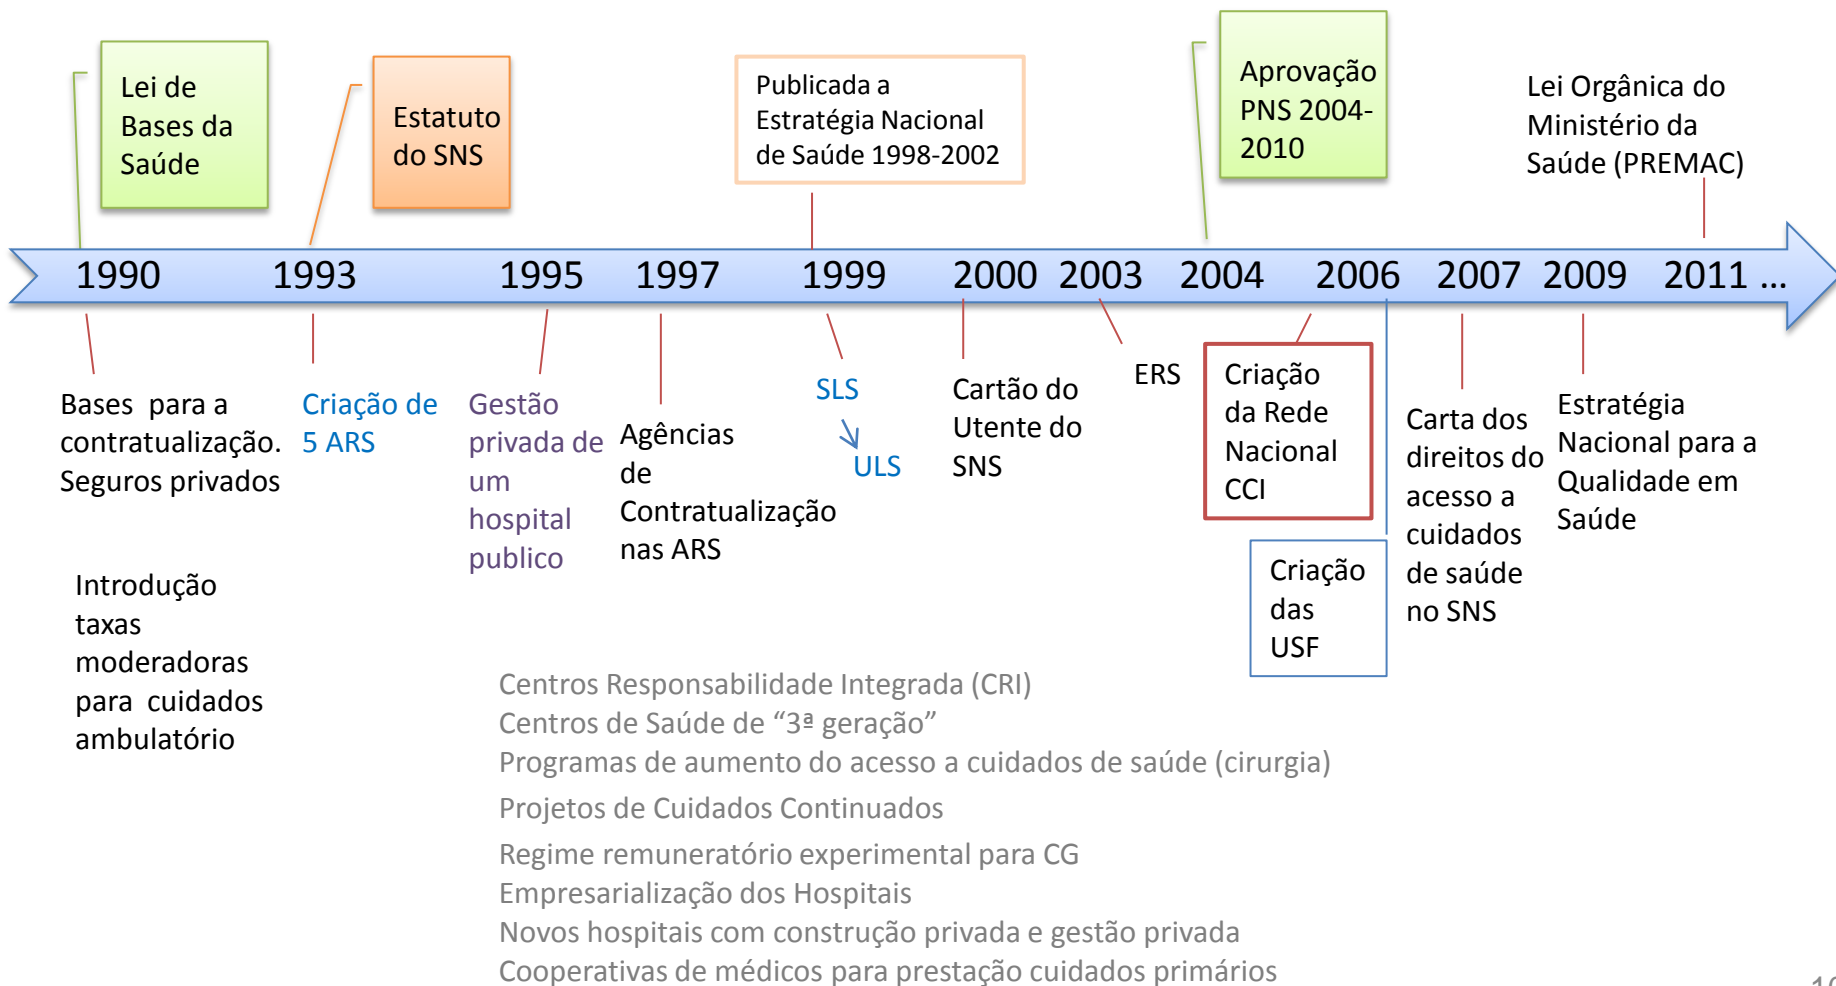 Lei de
Bases da
Saúde
Estatuto
do SNS
Publicada a
Estratégia Nacional
de Saúde 1998-2002
Aprovação
PNS 2004-
2010
Lei Orgânica do
Ministério da
Saúde (PREMAC)
1990 1993 1995 1997 1999 2000 2003 2004 2006 2007 2009 2011 ...
Bases para a
contratualização.
Seguros privados
Introdução
taxas
moderadoras
para cuidados
ambulatório
Criação de
5 ARS
Gestão
privada de
um
hospital
publico
Agências
de
Contratualização
nas ARS
SLS
ULS
Cartão do
Utente do
SNS
ERS
Criação
da Rede
Nacional
CCI
Criação
das
USF
Carta dos
direitos do
acesso a
cuidados
de saúde
no SNS
Estratégia
Nacional para a
Qualidade em
Saúde
Centros Responsabilidade Integrada (CRI)
Centros de Saúde de “3ª geração”
Programas de aumento do acesso a cuidados de saúde (cirurgia)
Projetos de Cuidados Continuados
Regime remuneratório experimental para CG
Empresarialização dos Hospitais
Novos hospitais com construção privada e gestão privada
Cooperativas de médicos para prestação cuidados primários